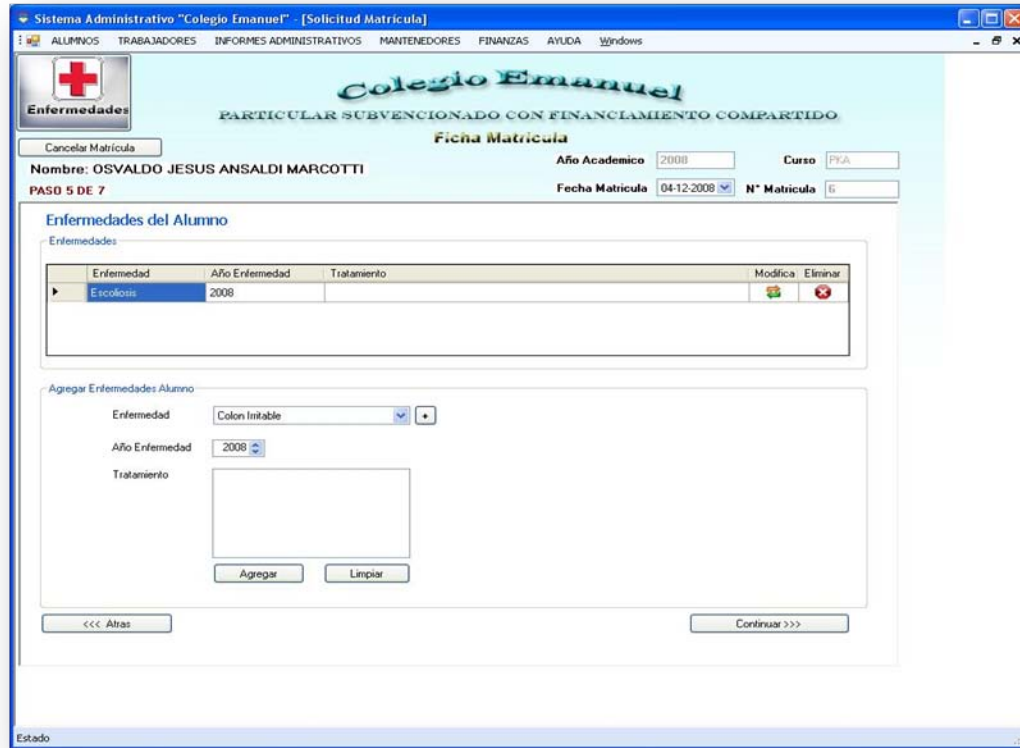 Sistema Administrativo "Colegio Emanuel" - [Solicitud Matrícula]
ALUMNOS TRABAJADORES INFORMES ADMINISTRATIVOS MANTENEDORES FINANZAS AYUDA Windows
Enfermedades
Colegio Emanuel
PARTICULAR SUBVENCIONADO CON FINANCIAMIENTO COMPARTIDO
Ficha Matricula
Cancelar Matrícula
Año Academico 2008 Curso PKA
Nombre: OSVALDO JESUS ANSALDI MARCOTTI
PASO 5 DE 7
Fecha Matricula 04-12-2008 N° Matricula 6
Enfermedades del Alumno
Enfermedades
Enfermedad Año Enfermedad Tratamiento Modifica Eliminar
Escoliosis 2008
Agregar Enfermedades Alumno
Enfermedad Colon Irritable +
Año Enfermedad 2008
Tratamiento
Agregar Limpiar
<<< Atras Continuar >>>
Estado